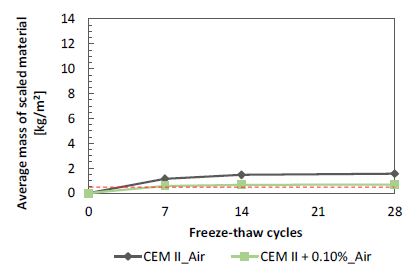 Average mass of scaled material
[kg/m²]
14
12
10
8
6
4
2
0
0 7 14 21 28
Freeze-thaw cycles
CEM II_Air CEM II + 0.10%_Air